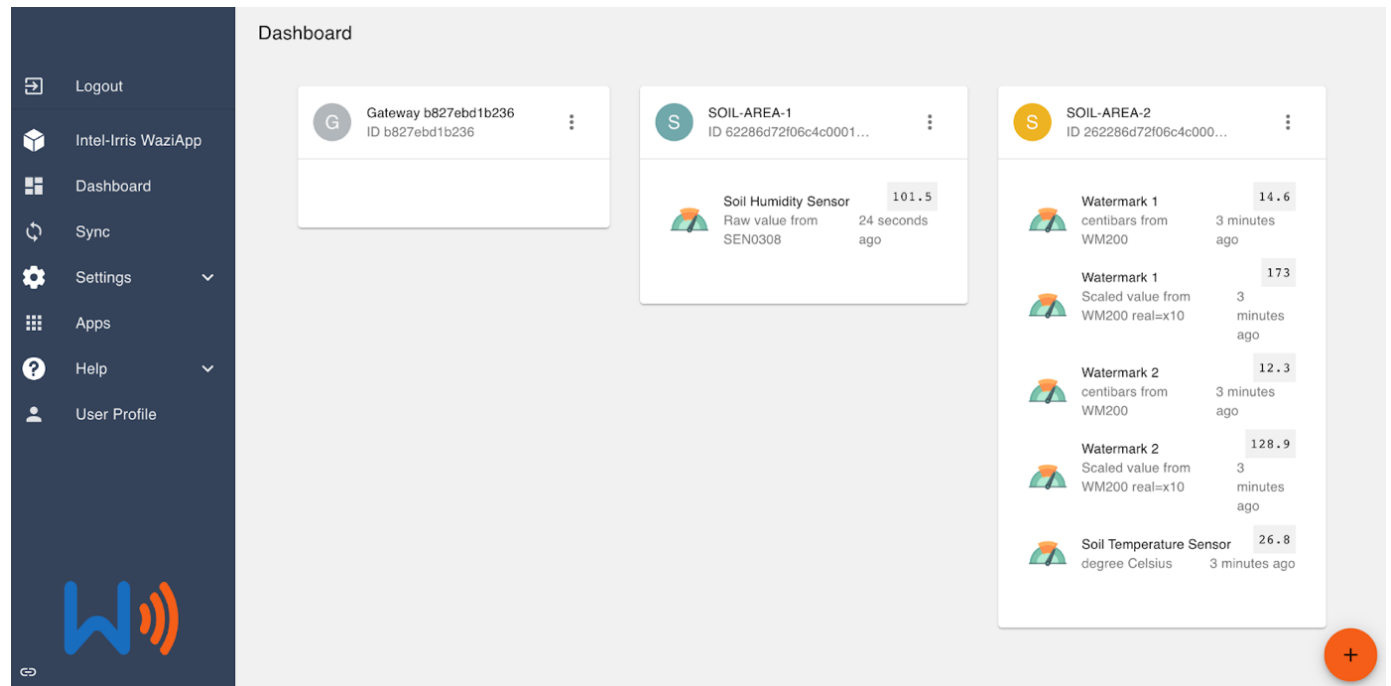 Dashboard
Logout
Intel-Irris WaziApp
Dashboard
Sync
Settings
Apps
Help
User Profile
G
Gateway b827ebd1b236
ID b827ebd1b236
S
SOIL-AREA-1
ID 62286d72f06c4c0001...
Soil Humidity Sensor
101.5
Raw value from
SEN0308
24 seconds
ago
S
SOIL-AREA-2
ID 262286d72f06c4c000...
Watermark 1
14.6
centibars from
WM200
3 minutes
ago
Watermark 1
173
Scaled value from
WM200 real=x10
3
minutes
ago
Watermark 2
12.3
centibars from
WM200
3 minutes
ago
Watermark 2
128.9
Scaled value from
WM200 real=x10
3
minutes
ago
Soil Temperature Sensor
26.8
degree Celsius
3 minutes ago